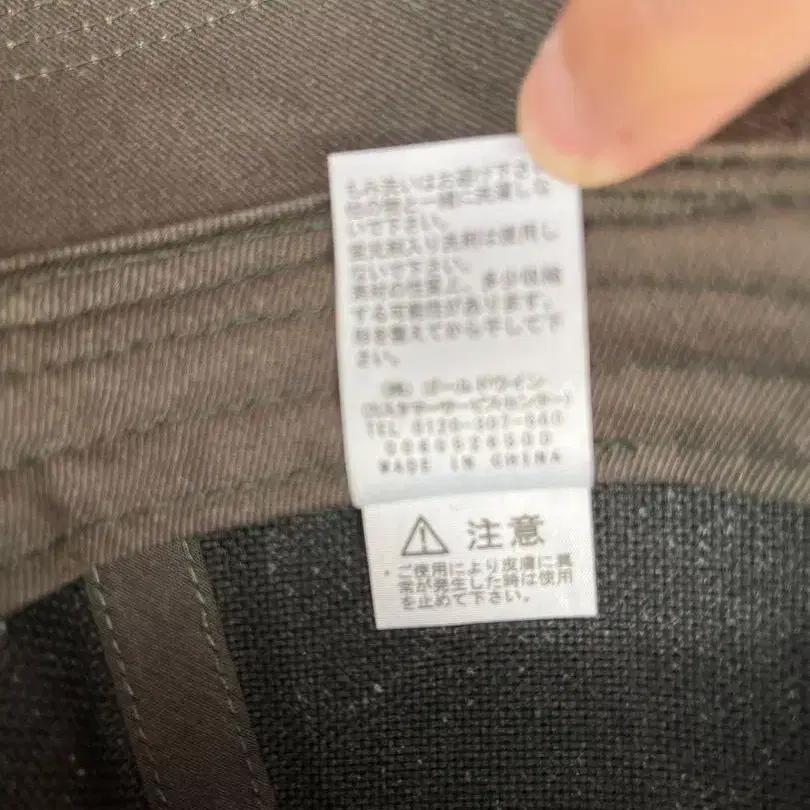 もみ洗いはお避け下さい。
他の物と一緒に洗濯しな
いで下さい。
蛍光剤入り洗剤は使用し
ないで下さい。
素材の性質上、多少収縮
する可能性があります。
形を整えてから干して下
さい。
(株) ゴールドウイン
(カスタマーサービスセンター)
TEL 0120-307-560
MADE IN CHINA
注意
ご使用により皮膚に異
常が発生した時は使用
を止めて下さい。